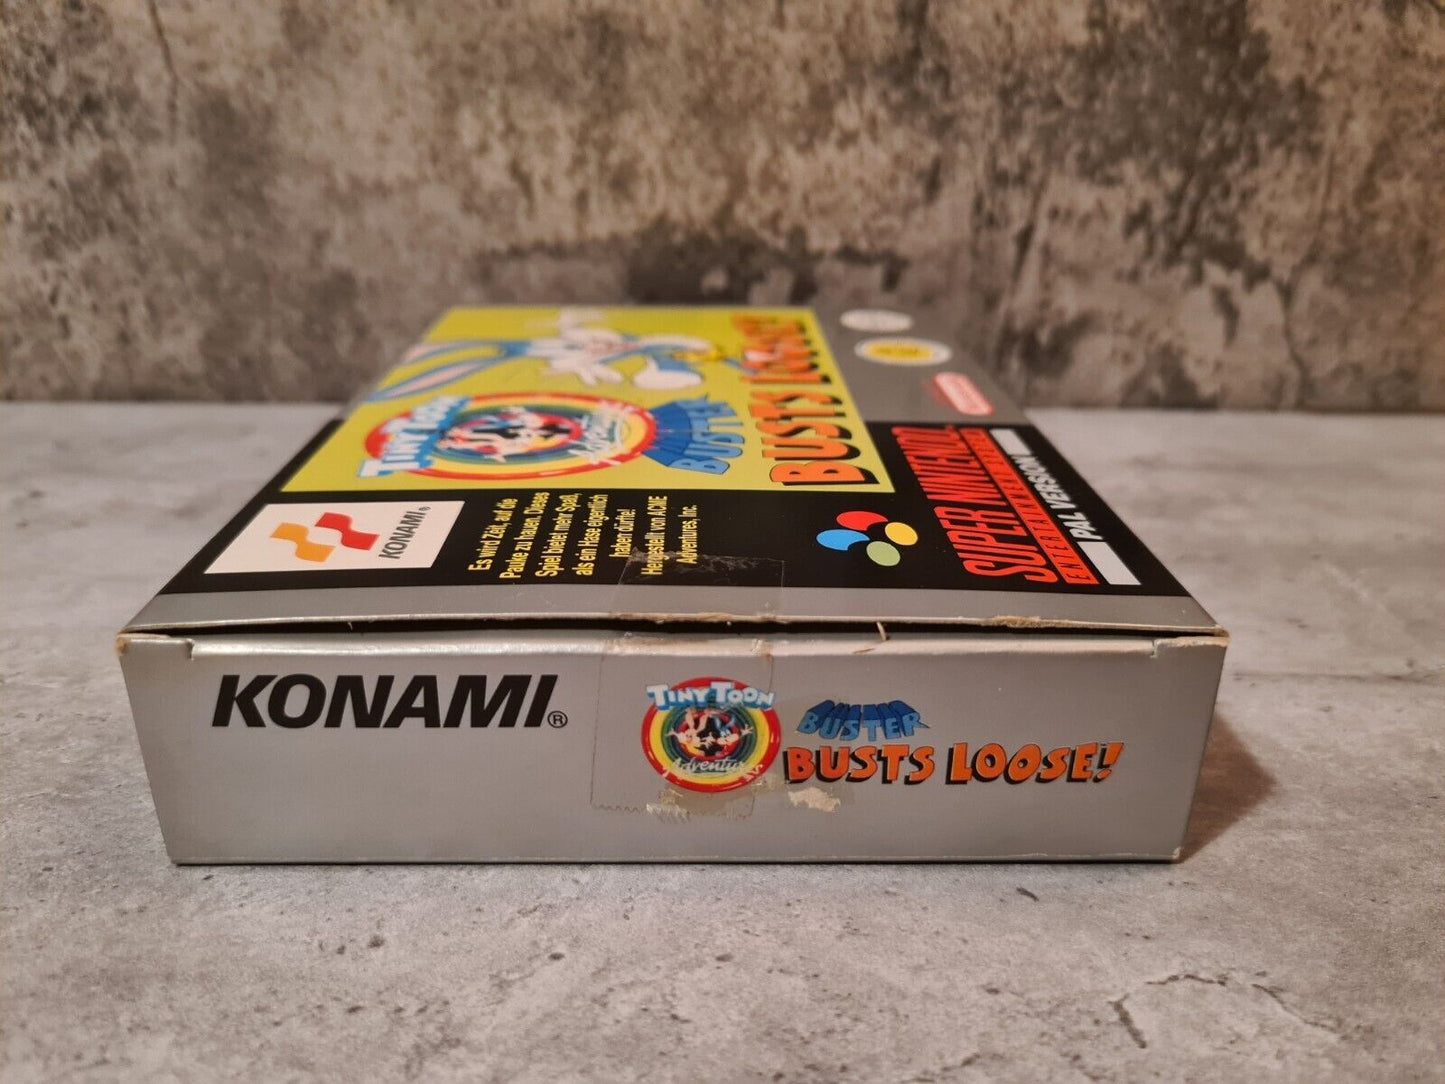 TINY TOON
Adventures
BUSTER
BUSTS LOOSE!
KONAMI®
Es wird Zeit, auf die
Pauke zu hauen. Dieses
Spiel bietet mehr Spaß,
als ein Hase eigentlich
haben dürfte!
Hergestellt von ACME
Adventures, Inc.
SUPER NINTENDO
ENTERTAINMENT SYSTEM
PAL VERSION
KONAMI®
TINY TOON
Adventures
BUSTER
BUSTS LOOSE!